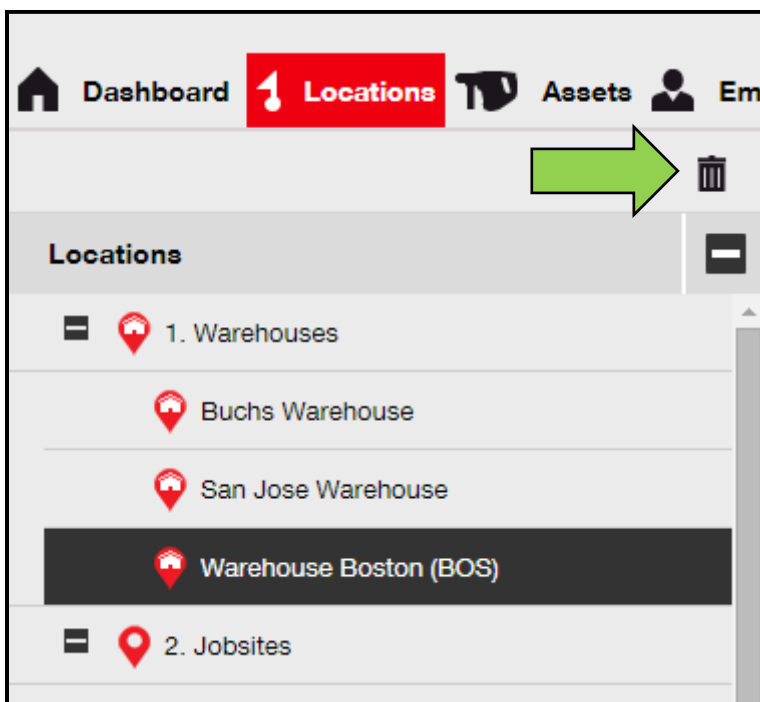 Dashboard Locations Assets Em
Locations
1. Warehouses
Buchs Warehouse
San Jose Warehouse
Warehouse Boston (BOS)
2. Jobsites